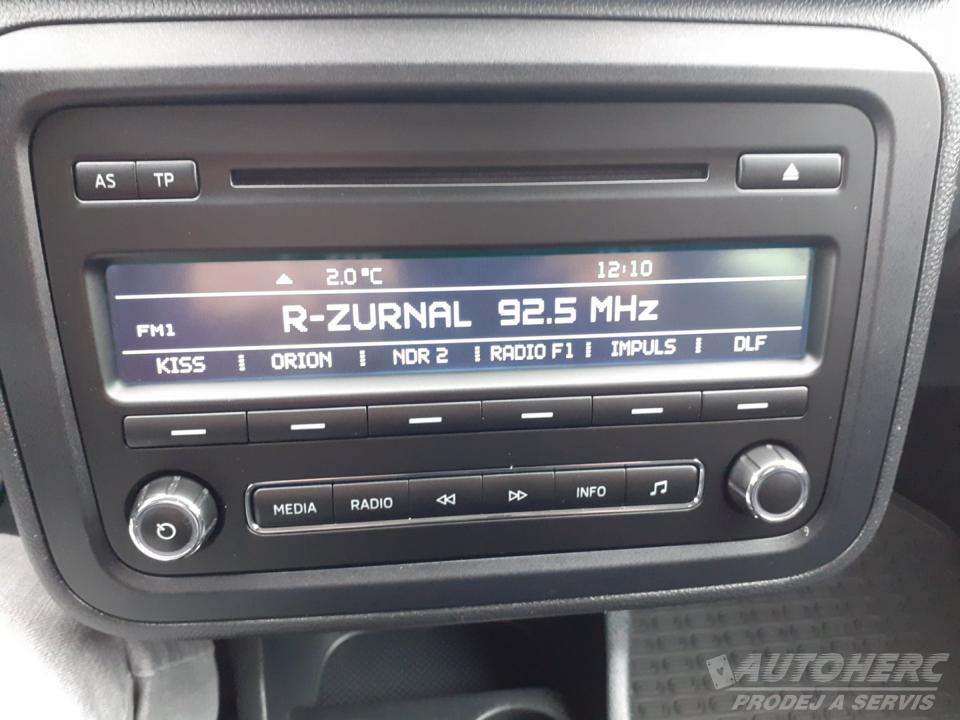 AS TP
2.0°C 12:10
FM1 R-ZURNAL 92.5 MHz
KISS ORION NDR 2 RADIO F1 IMPULS DLF
MEDIA RADIO INFO
AUTOHERC
PRODEJ A SERVIS